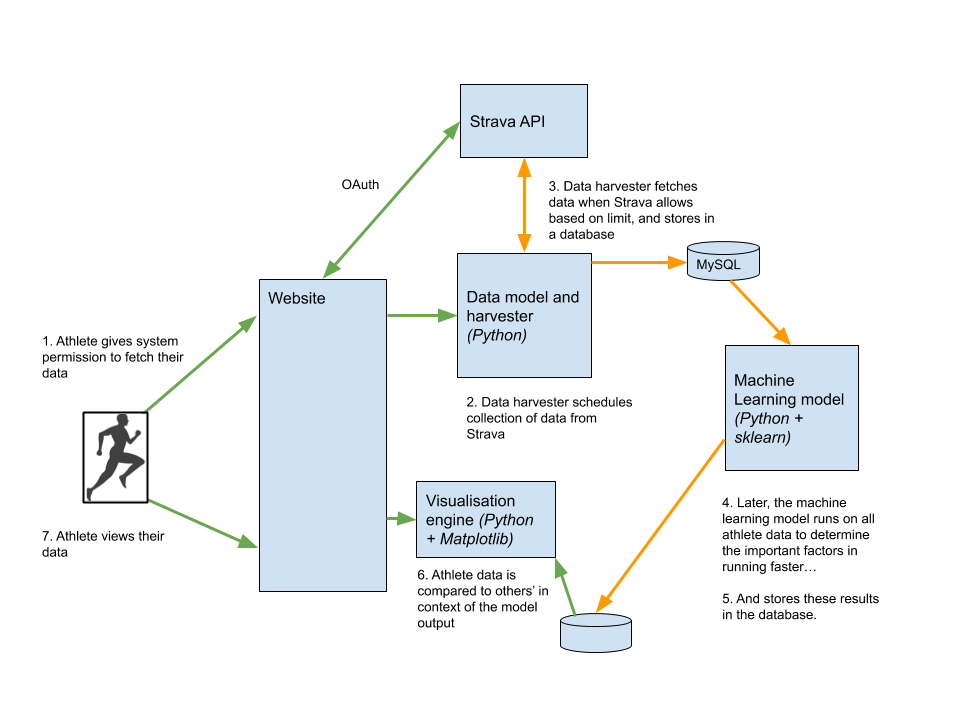 Strava API
OAuth
3. Data harvester fetches
data when Strava allows
based on limit, and stores in
a database
MySQL
Website
Data model and
harvester
(Python)
1. Athlete gives system
permission to fetch their
data
2. Data harvester schedules
collection of data from
Strava
Machine
Learning model
(Python +
sklearn)
7. Athlete views their
data
Visualisation
engine (Python
+ Matplotlib)
4. Later, the machine
learning model runs on all
athlete data to determine
the important factors in
running faster…
5. And stores these results
in the database.
6. Athlete data is
compared to others’ in
context of the model
output